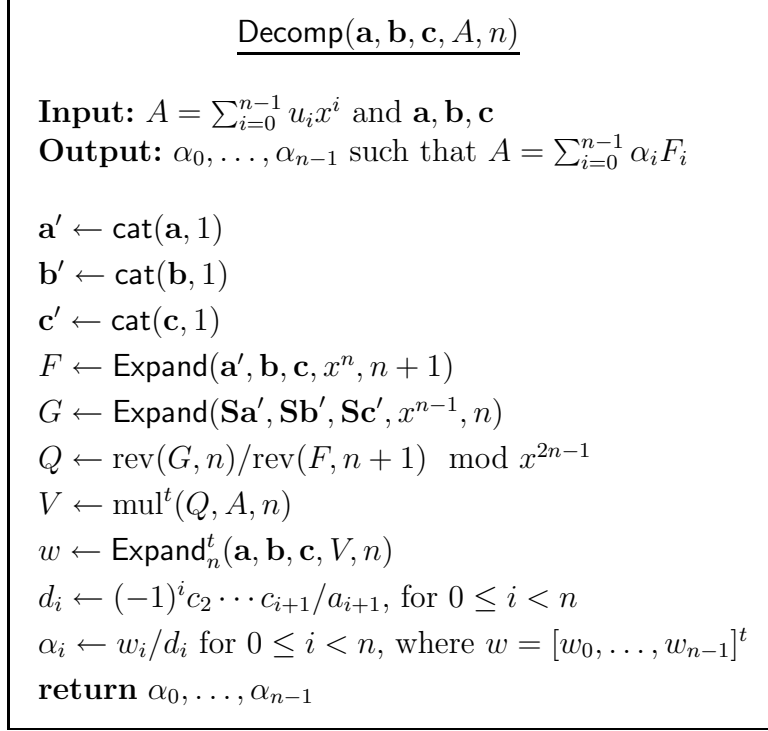 Decomp(a, b, c, A, n)
Input: A = ∑_{i=0}^{n−1} u_i x^i and a, b, c
Output: α_0, . . . , α_{n−1} such that A = ∑_{i=0}^{n−1} α_i F_i
a′ ← cat(a, 1)
b′ ← cat(b, 1)
c′ ← cat(c, 1)
F ← Expand(a′, b, c, x^n, n + 1)
G ← Expand(Sa′, Sb′, Sc′, x^{n−1}, n)
Q ← rev(G, n)/rev(F, n + 1) mod x^{2n−1}
V ← mul^t(Q, A, n)
w ← Expand_n^t(a, b, c, V, n)
d_i ← (−1)^i c_2 · · · c_{i+1}/a_{i+1}, for 0 ≤ i < n
α_i ← w_i/d_i for 0 ≤ i < n, where w = [w_0, . . . , w_{n−1}]^t
return α_0, . . . , α_{n−1}